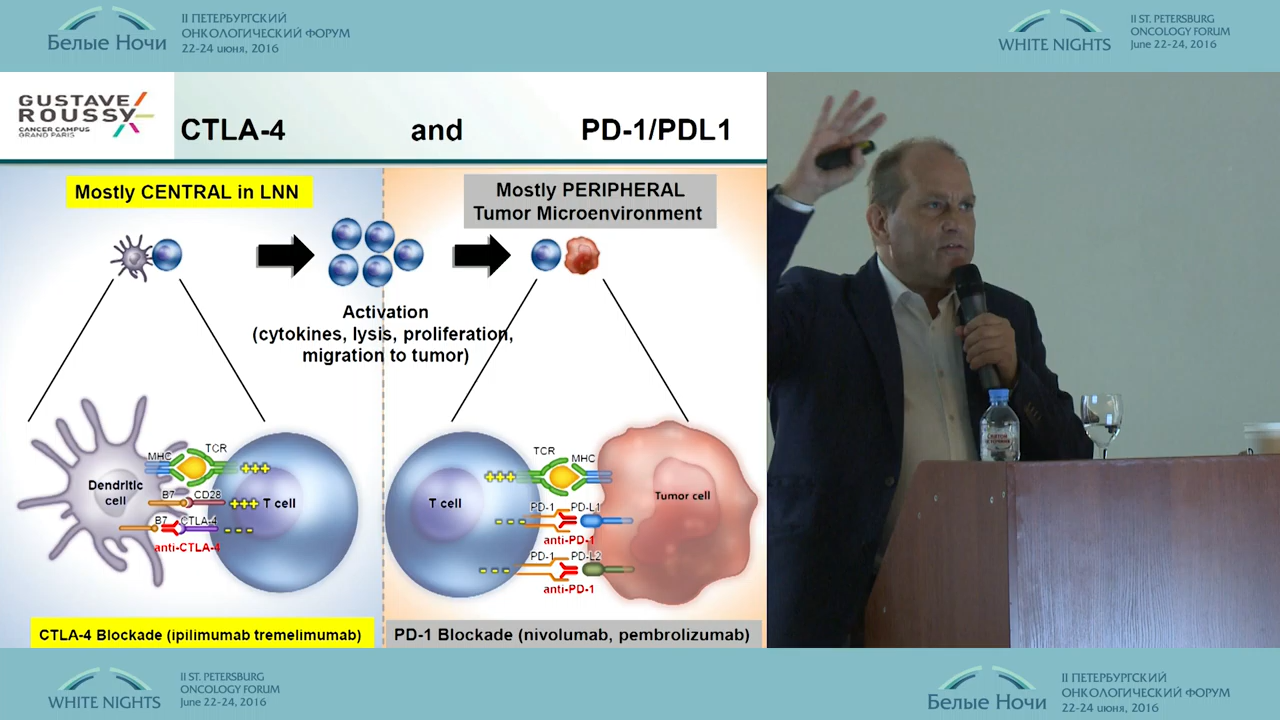 II ПЕТЕРБУРГСКИЙ
ОНКОЛОГИЧЕСКИЙ ФОРУМ
22-24 июня, 2016
Белые Ночи
II ST. PETERSBURG
ONCOLOGY FORUM
June 22-24, 2016
WHITE NIGHTS
GUSTAVE
ROUSSY
CANCER CAMPUS
GRAND PARIS
CTLA-4 and PD-1/PDL1
Mostly CENTRAL in LNN
Mostly PERIPHERAL
Tumor Microenvironment
Activation
(cytokines, lysis, proliferation,
migration to tumor)
MHC TCR
+++
Dendritic
cell
B7 CD28
+++
T cell
B7 CTLA-4
- - -
anti-CTLA-4
TCR MHC
+++
T cell
Tumor cell
PD-1 PD-L1
- - -
anti-PD-1
PD-1 PD-L2
- - -
anti-PD-1
CTLA-4 Blockade (ipilimumab tremelimumab)
PD-1 Blockade (nivolumab, pembrolizumab)
WHITE NIGHTS
II ST. PETERSBURG
ONCOLOGY FORUM
June 22-24, 2016
Белые Ночи
II ПЕТЕРБУРГСКИЙ
ОНКОЛОГИЧЕСКИЙ ФОРУМ
22-24 июня, 2016